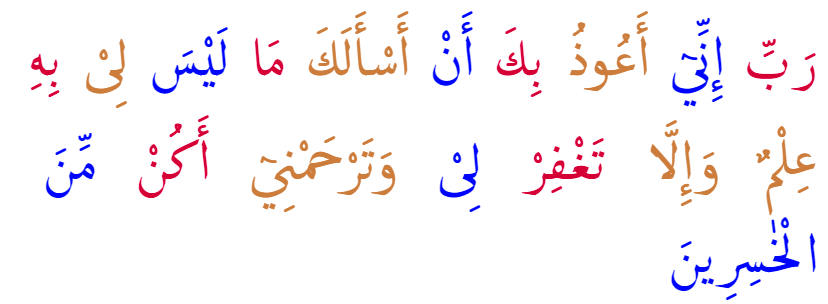 رَبِّ إِنِّيْٓ أَعُوذُ بِكَ أَنْ أَسْأَلَكَ مَا لَيْسَ لِىْ بِهِ
عِلْمٌ وَإِلَّا تَغْفِرْ لِىْ وَتَرْحَمْنِيْٓ أَكُنْ مِّنَ
الْخٰسِرِينَ